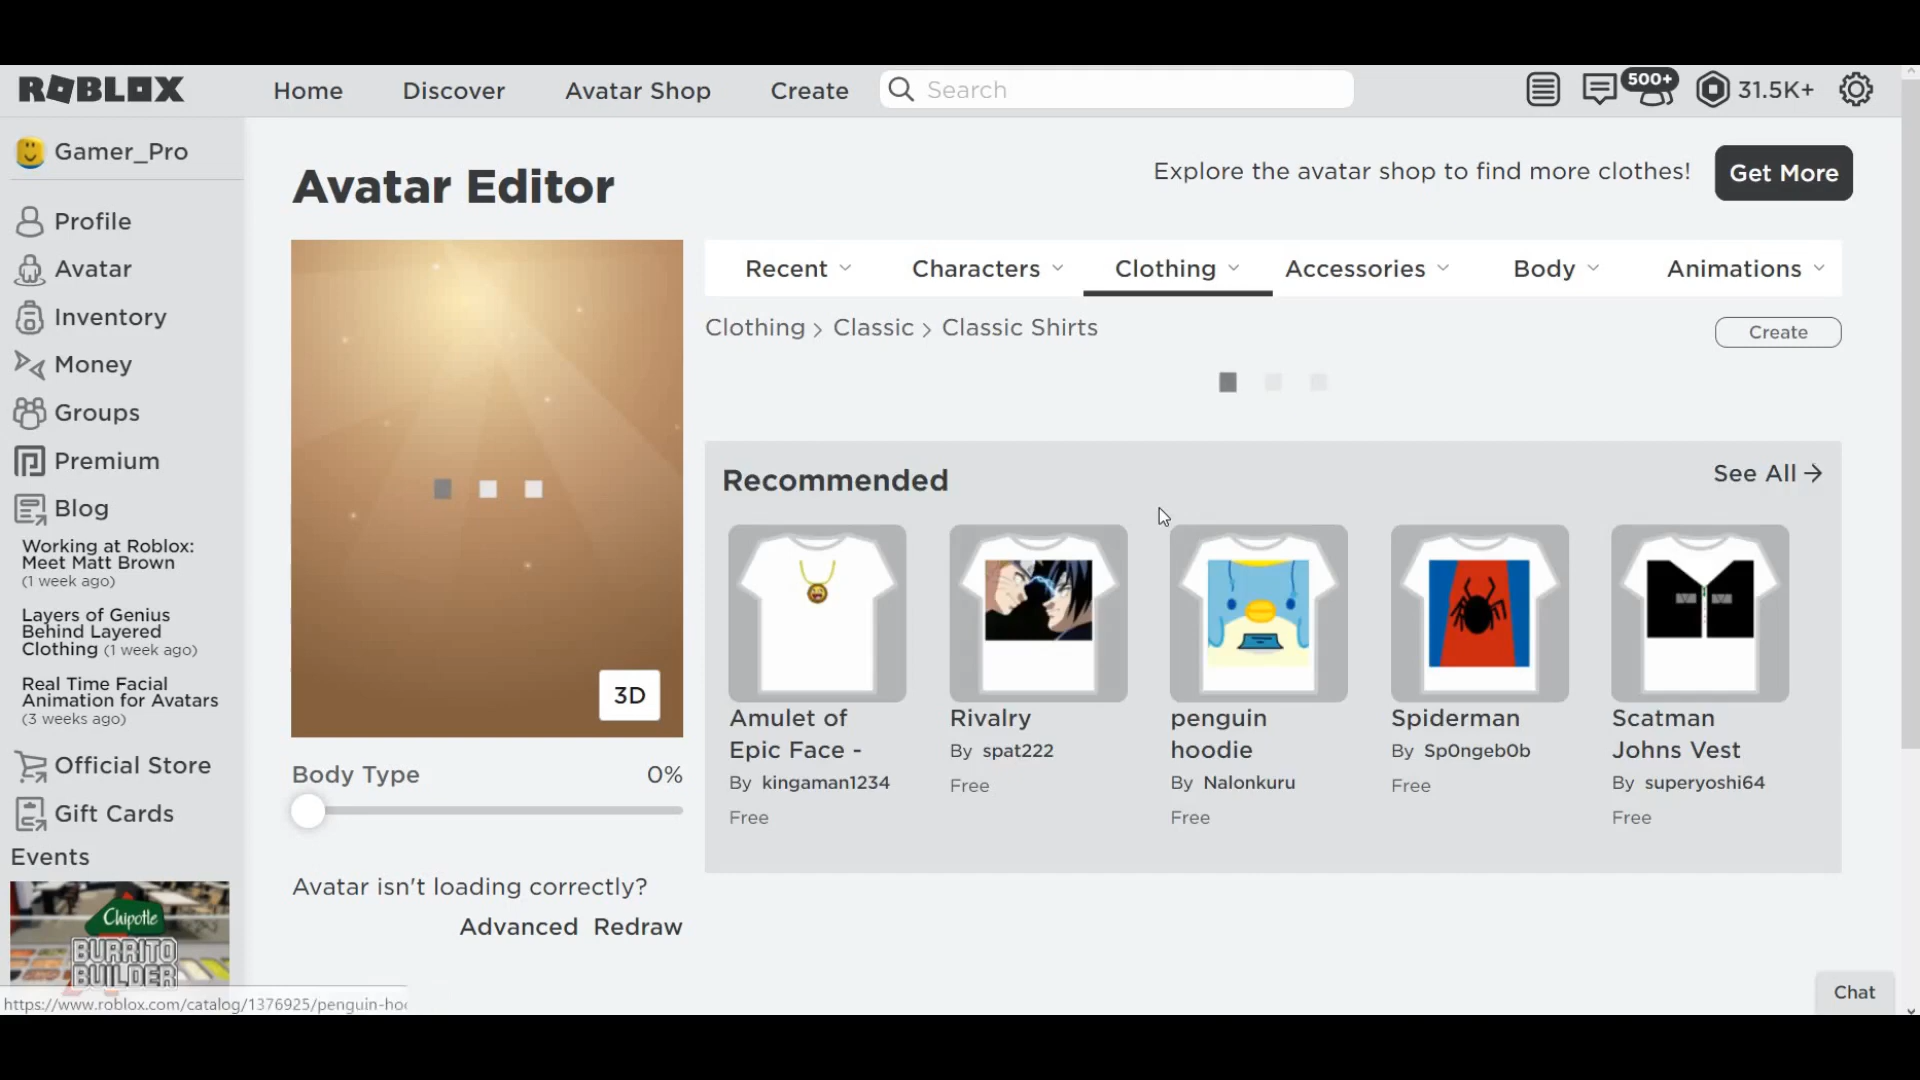 ROBLOX
Home
Discover
Avatar Shop
Create
Search
500+
31.5K+
Gamer_Pro
Profile
Avatar
Inventory
Money
Groups
Premium
Blog
Working at Roblox:
Meet Matt Brown
(1 week ago)
Layers of Genius
Behind Layered
Clothing (1 week ago)
Real Time Facial
Animation for Avatars
(3 weeks ago)
Official Store
Gift Cards
Events
Chipotle
BURRITO
BUILDER
https://www.roblox.com/catalog/1376925/penguin-hoo
Avatar Editor
Explore the avatar shop to find more clothes!
Get More
3D
Body Type 0%
Avatar isn't loading correctly?
Advanced Redraw
Recent
Characters
Clothing
Accessories
Body
Animations
Clothing > Classic > Classic Shirts
Create
Recommended
See All →
Amulet of
Epic Face -
By kingaman1234
Free
Rivalry
By spat222
Free
penguin
hoodie
By Nalonkuru
Free
Spiderman
By Sp0ngeb0b
Free
Scatman
Johns Vest
By superyoshi64
Free
Chat